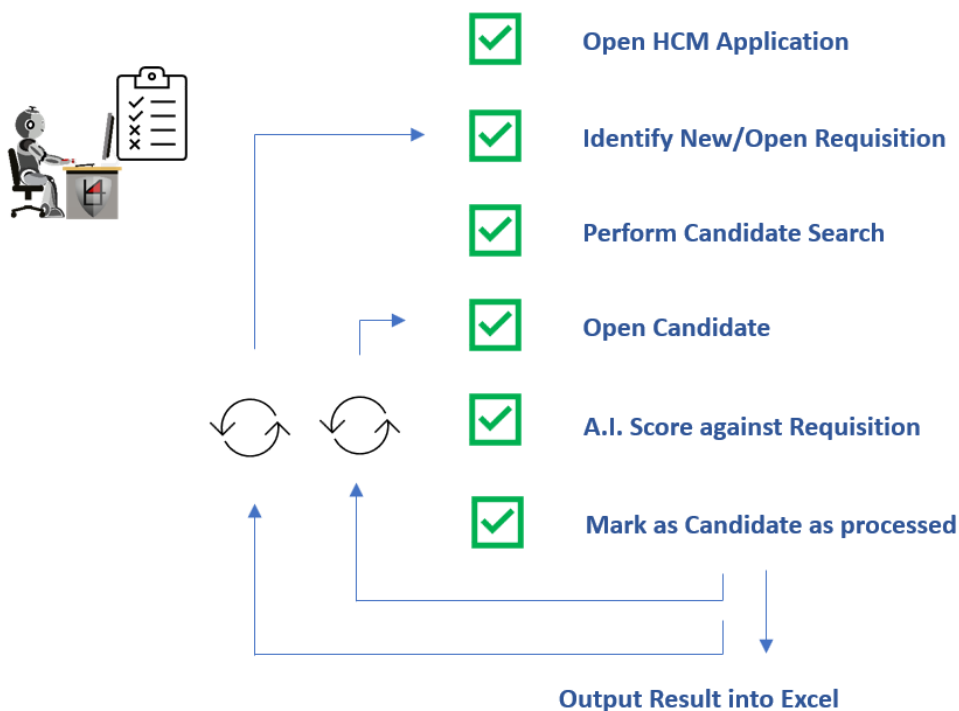 Open HCM Application
Identify New/Open Requisition
Perform Candidate Search
Open Candidate
A.I. Score against Requisition
Mark as Candidate as processed
Output Result into Excel